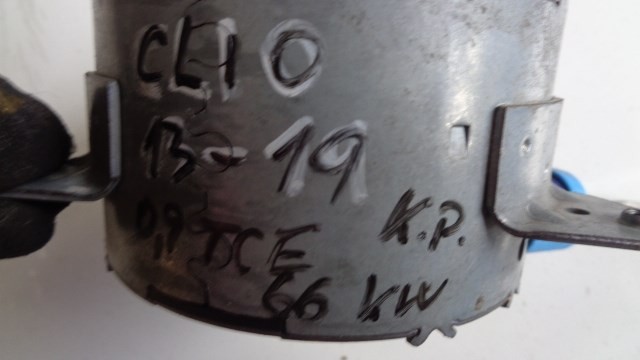 CLIO
13-19
0,9 TCE K.P.
66 KW